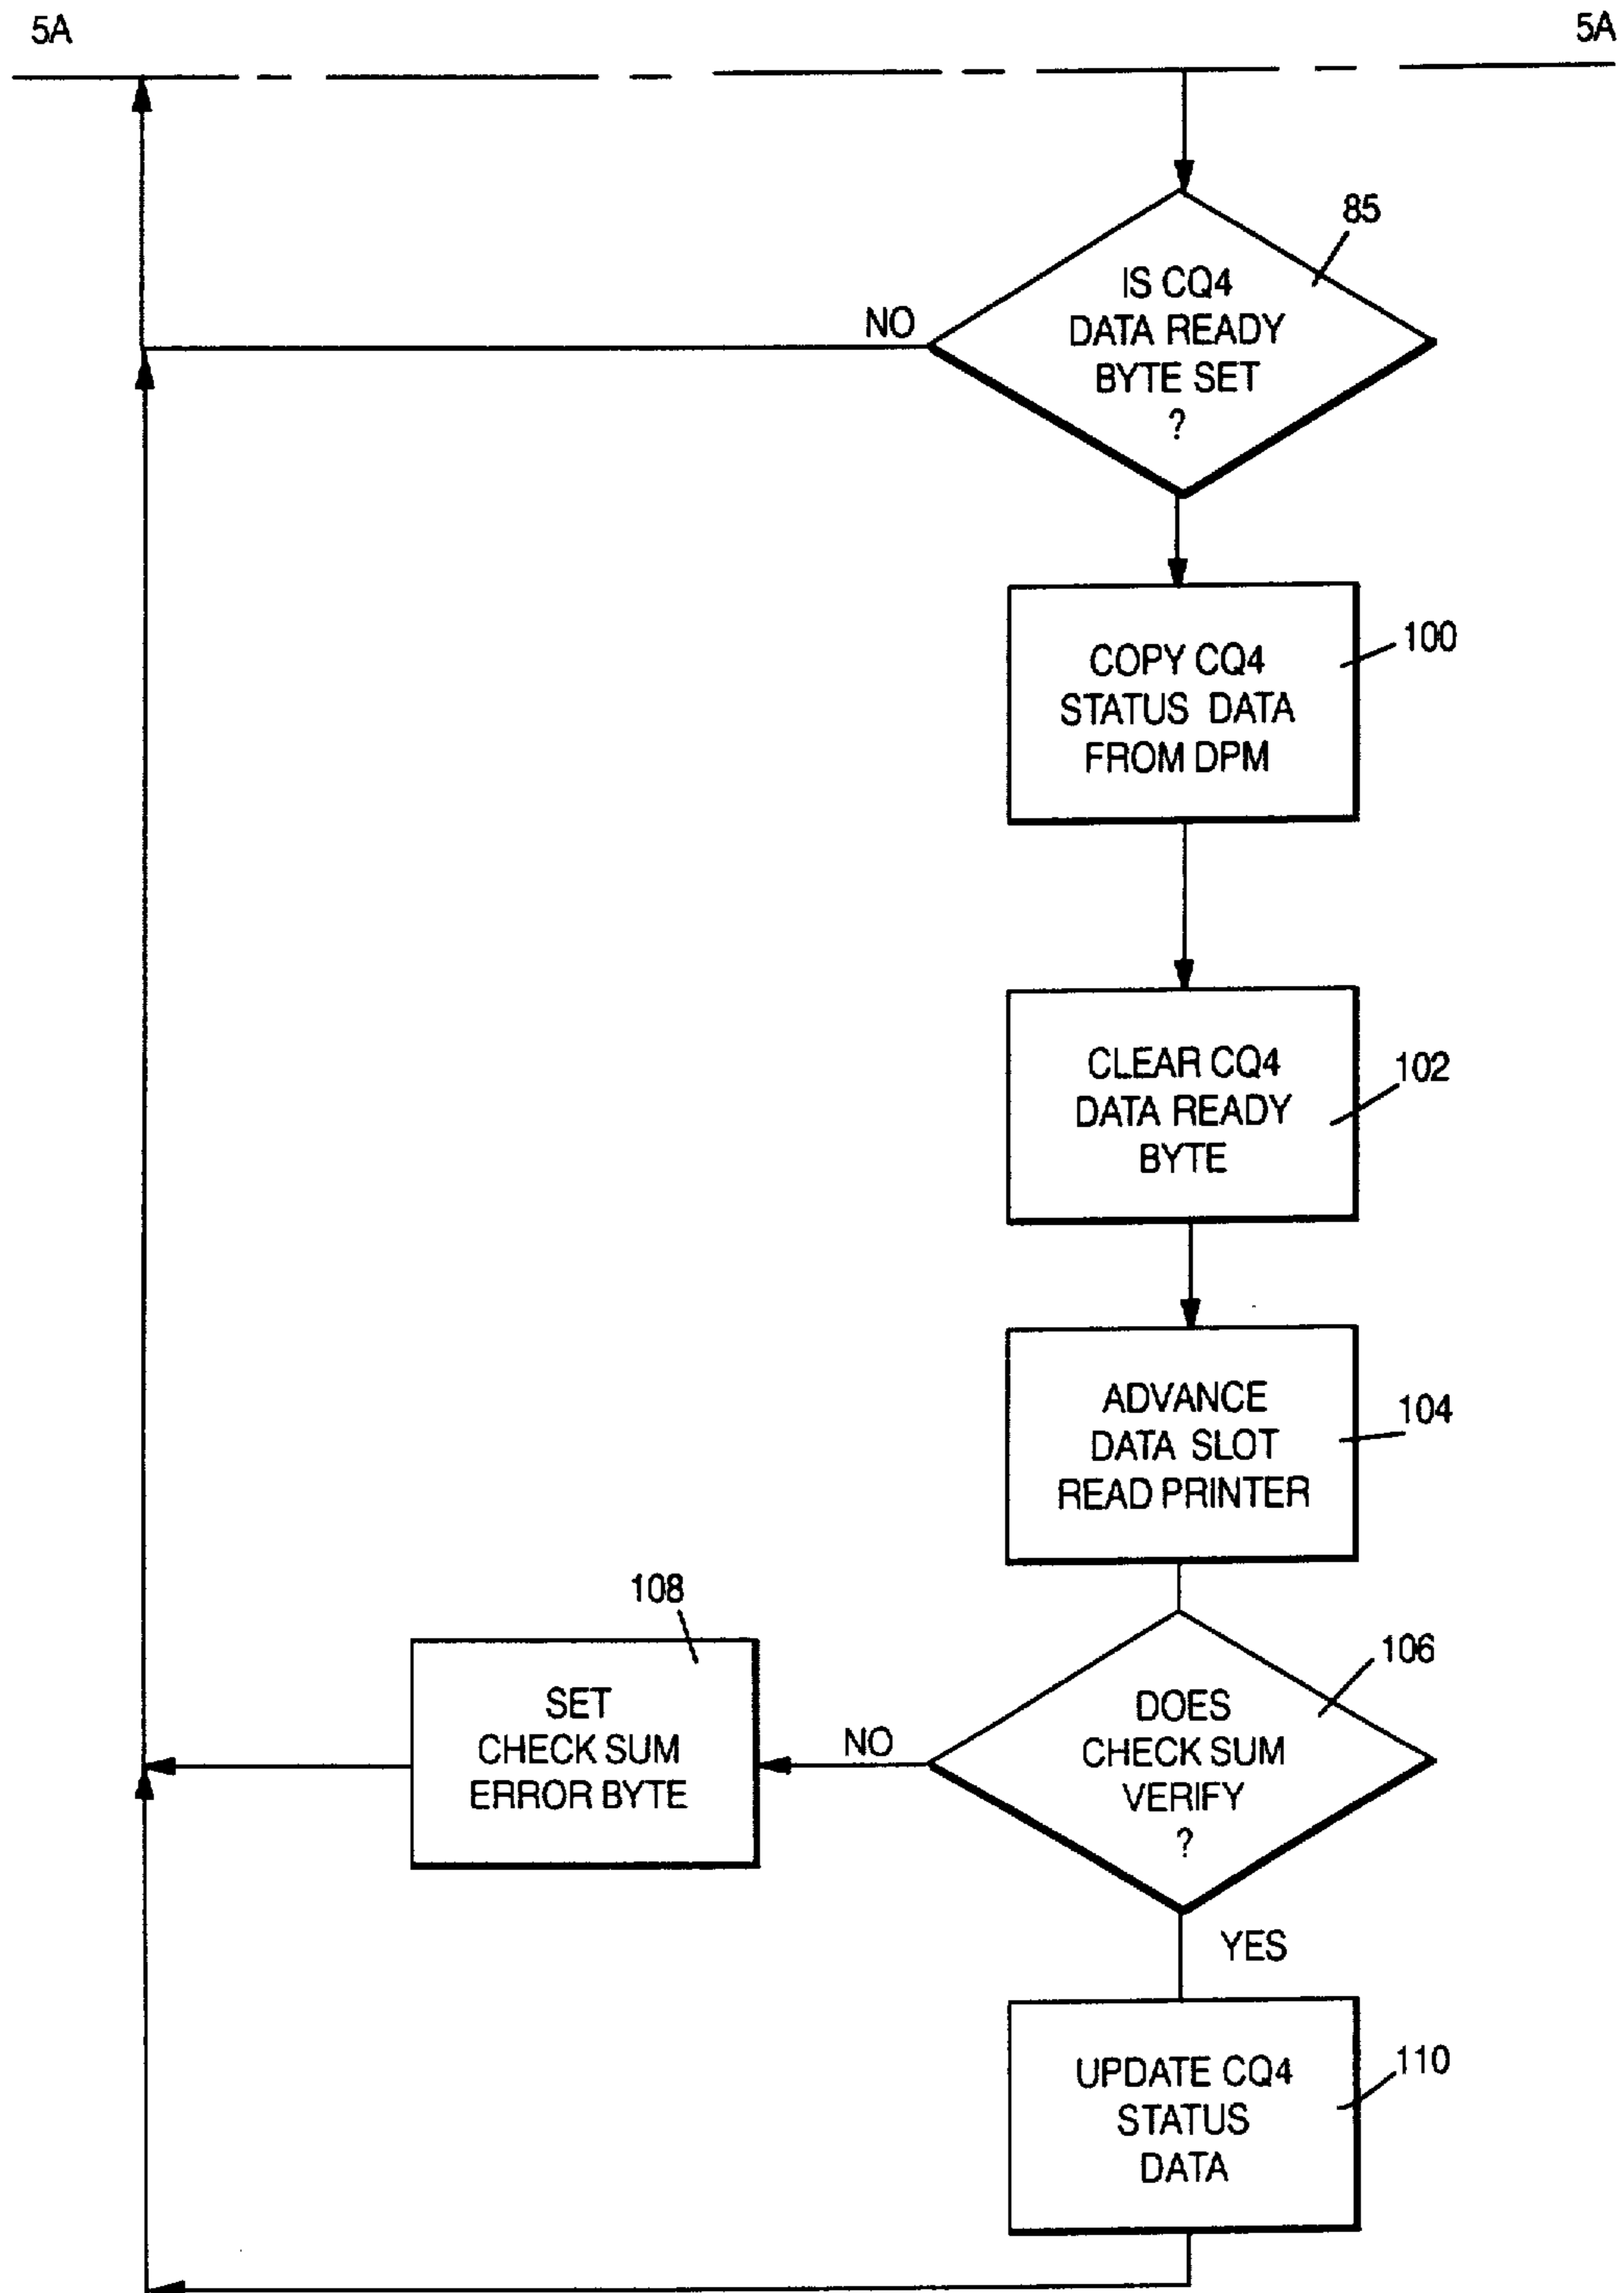 5A
5A
85
IS CQ4
DATA READY
BYTE SET
?
NO
100
COPY CQ4
STATUS DATA
FROM DPM
102
CLEAR CQ4
DATA READY
BYTE
104
ADVANCE
DATA SLOT
READ PRINTER
106
DOES
CHECK SUM
VERIFY
?
NO
108
SET
CHECK SUM
ERROR BYTE
YES
110
UPDATE CQ4
STATUS
DATA